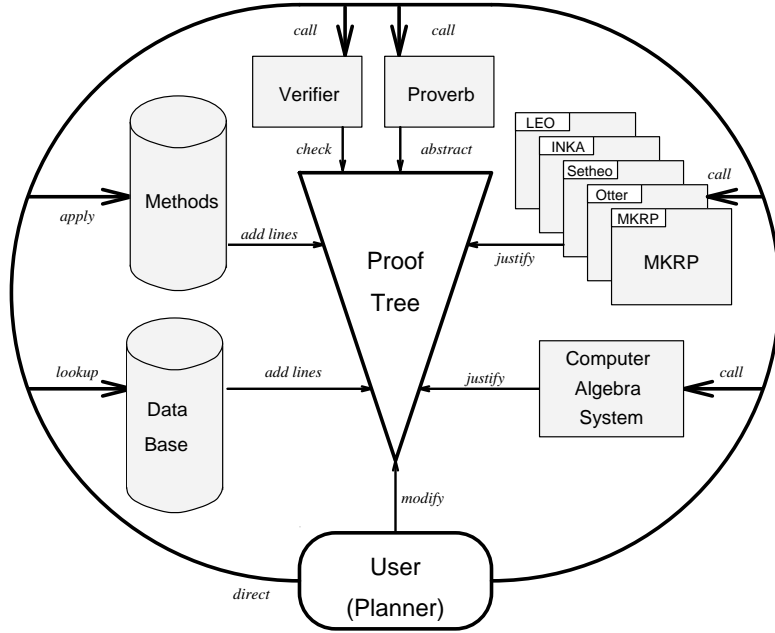 call
call
Verifier
Proverb
check
abstract
LEO
INKA
Setheo
Otter
MKRP
MKRP
call
apply
Methods
add lines
Proof
Tree
justify
lookup
Data
Base
add lines
justify
Computer
Algebra
System
call
modify
User
(Planner)
direct